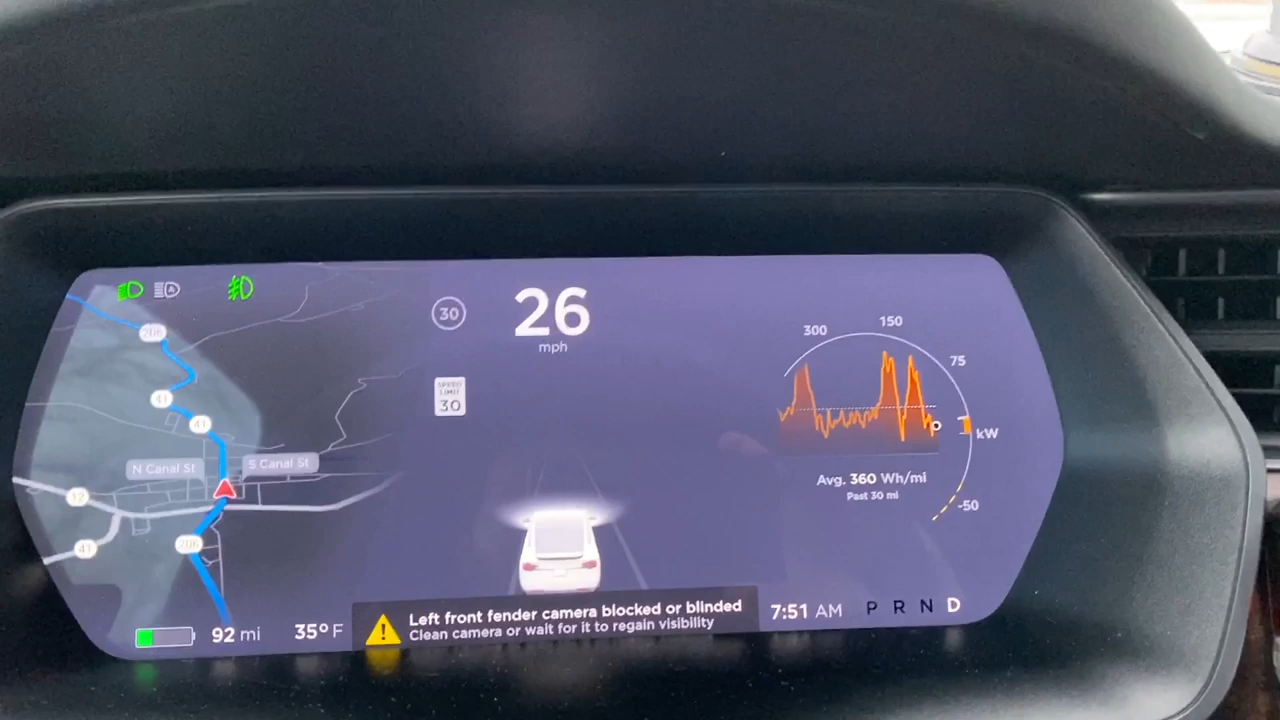 30
26
mph
SPEED
LIMIT
30
206
41
41
N Canal St
S Canal St
12
41
206
300
150
75
kW
-50
Avg. 360 Wh/mi
Past 30 mi
92 mi
35° F
Left front fender camera blocked or blinded
Clean camera or wait for it to regain visibility
7:51 AM
P R N D